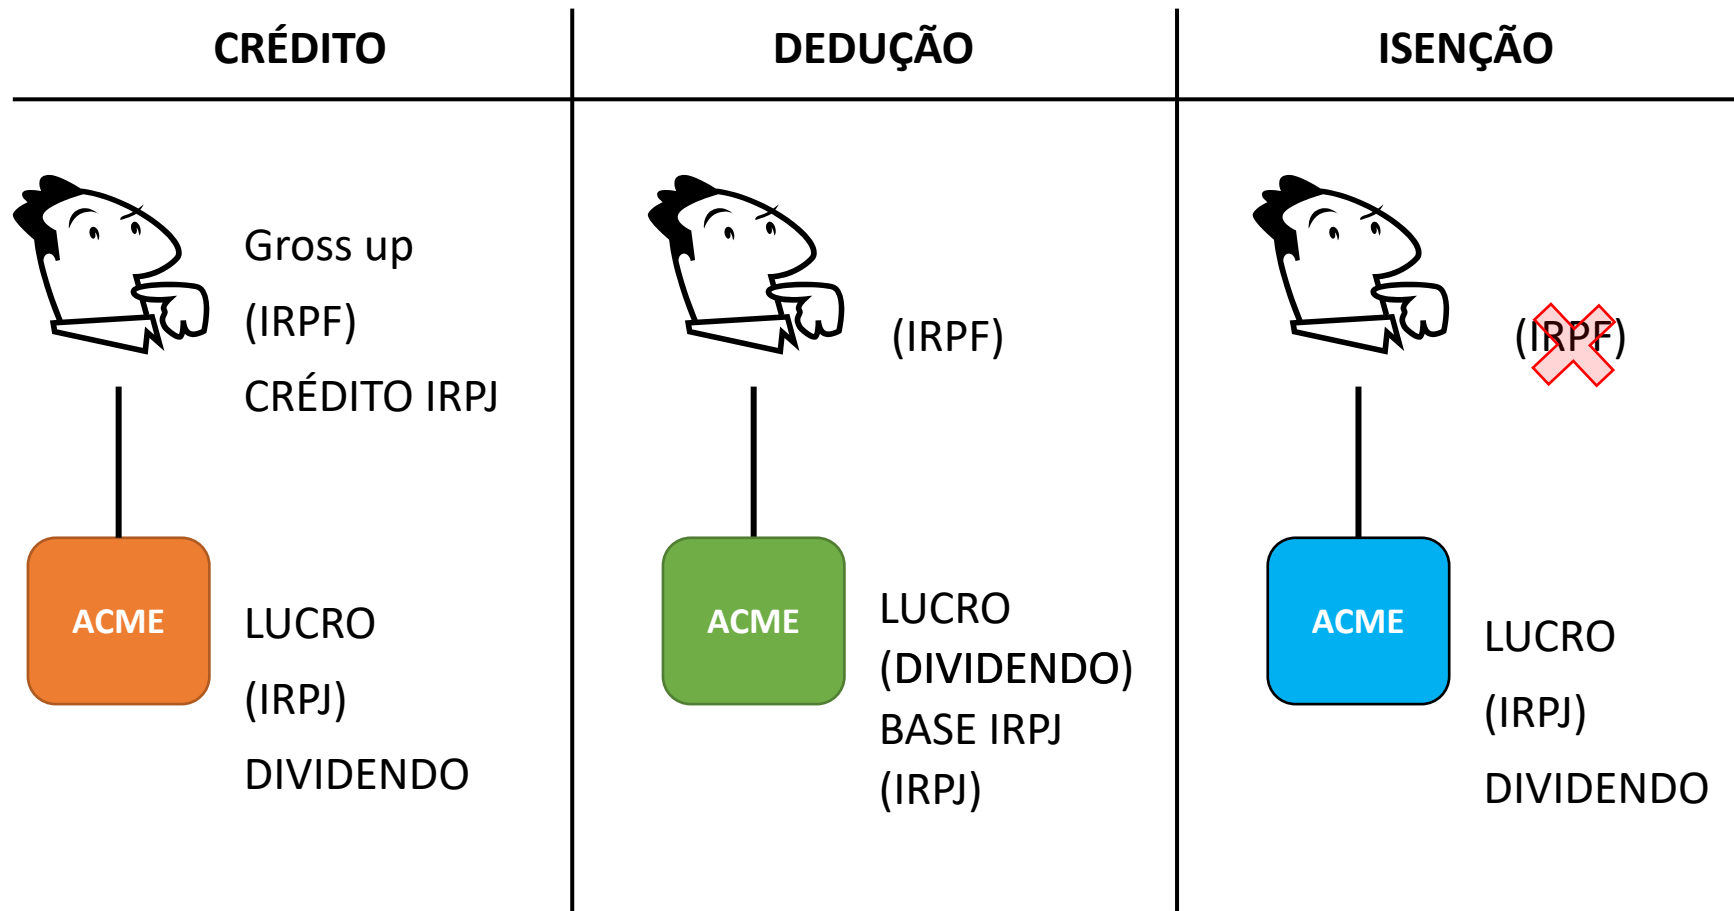 CRÉDITO
Gross up
(IRPF)
CRÉDITO IRPJ
ACME
LUCRO
(IRPJ)
DIVIDENDO
DEDUÇÃO
(IRPF)
ACME
LUCRO
(DIVIDENDO)
BASE IRPJ
(IRPJ)
ISENÇÃO
(IRPF)
ACME
LUCRO
(IRPJ)
DIVIDENDO